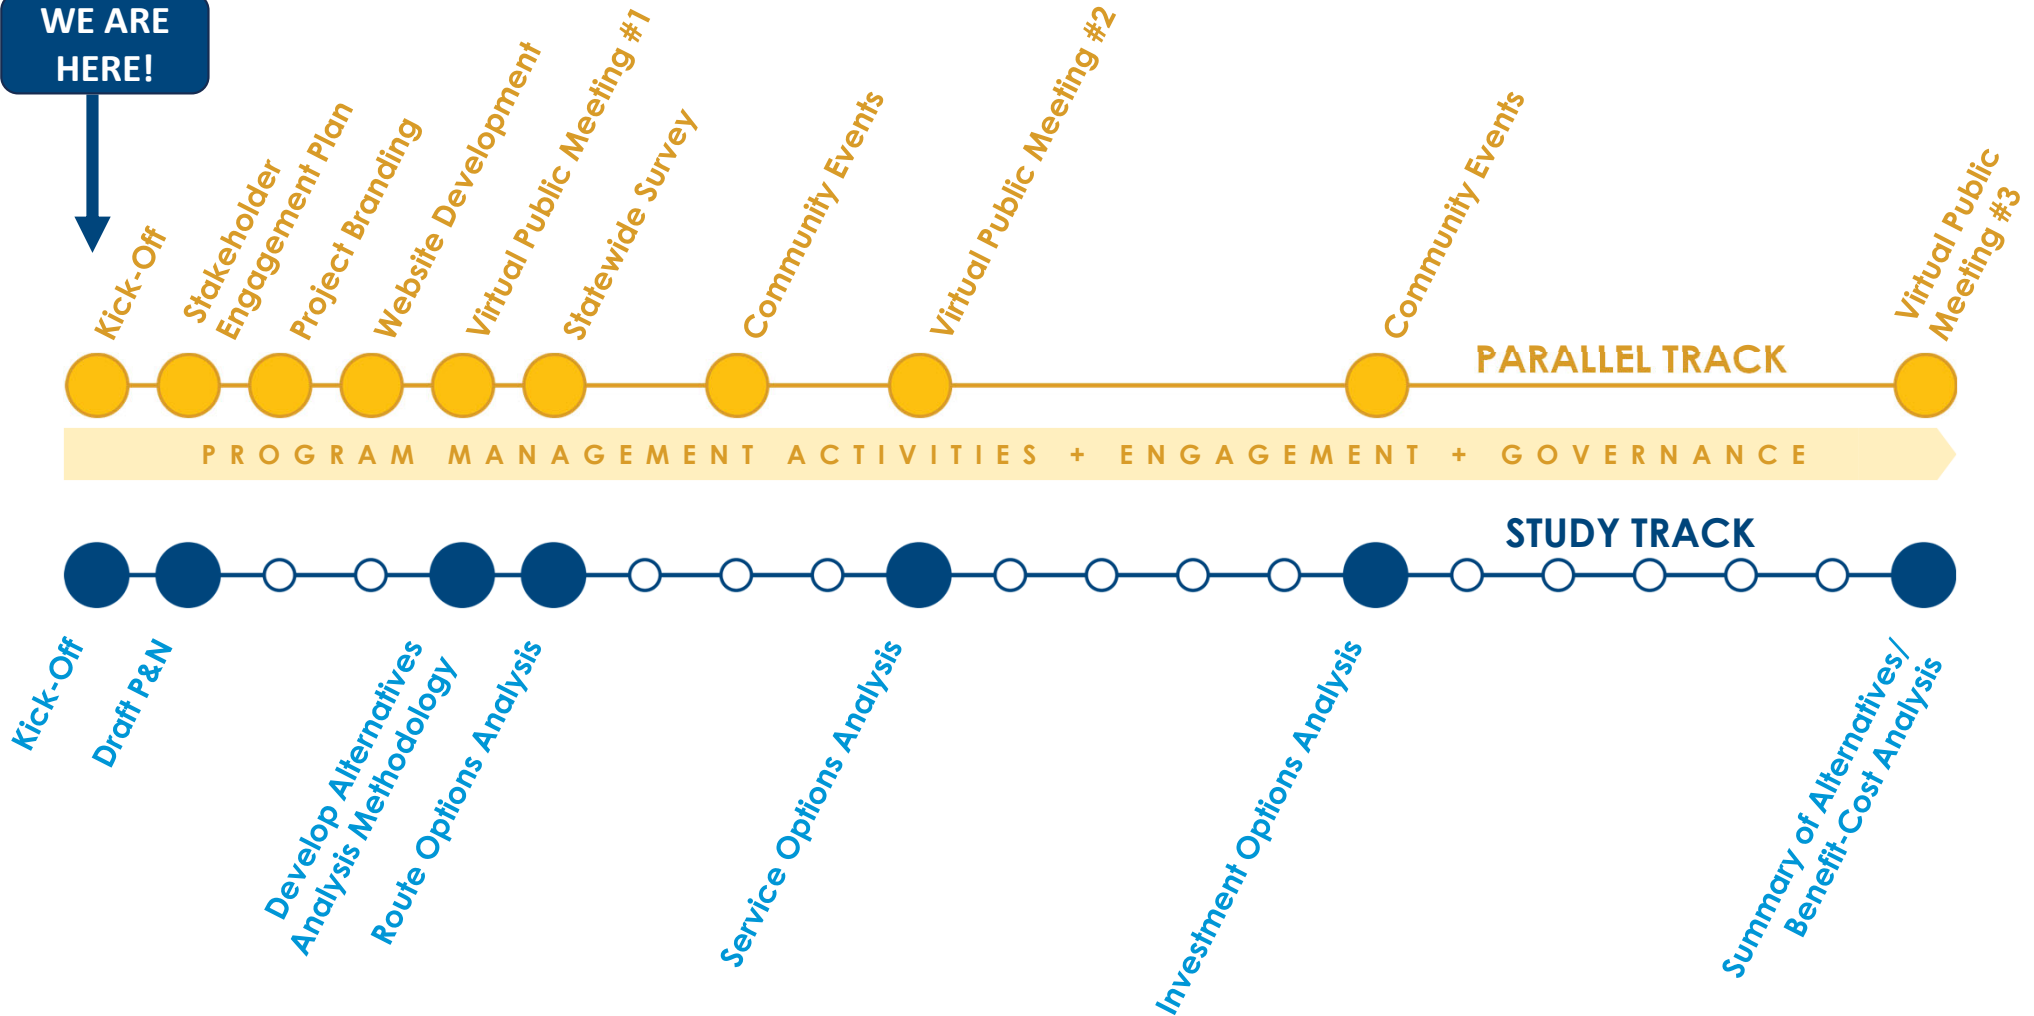 WE ARE
HERE!
Kick-Off
Stakeholder
Engagement Plan
Project Branding
Website Development
Virtual Public Meeting #1
Statewide Survey
Community Events
Virtual Public Meeting #2
Community Events
Virtual Public
Meeting #3
PARALLEL TRACK
PROGRAM MANAGEMENT ACTIVITIES + ENGAGEMENT + GOVERNANCE
STUDY TRACK
Kick-Off
Draft P&N
Develop Alternatives
Analysis Methodology
Route Options Analysis
Service Options Analysis
Investment Options Analysis
Summary of Alternatives/
Benefit-Cost Analysis